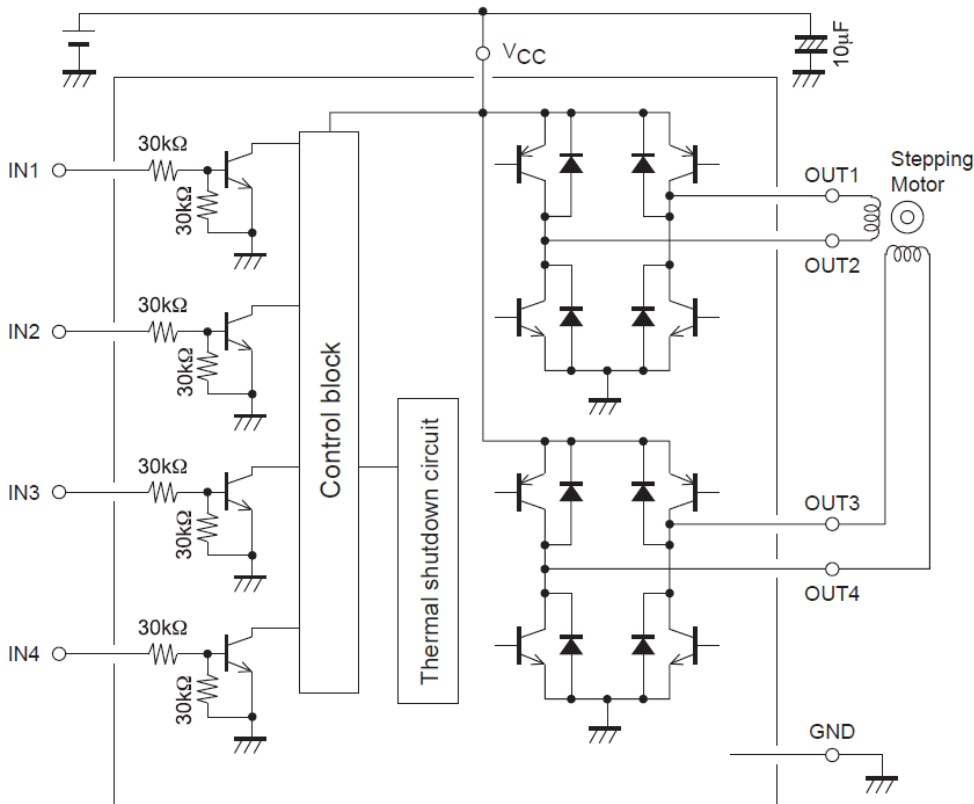 VCC
10µF
30kΩ
IN1
30kΩ
OUT1
Stepping
Motor
OUT2
30kΩ
IN2
30kΩ
Control block
Thermal shutdown circuit
30kΩ
IN3
30kΩ
OUT3
OUT4
30kΩ
IN4
30kΩ
GND